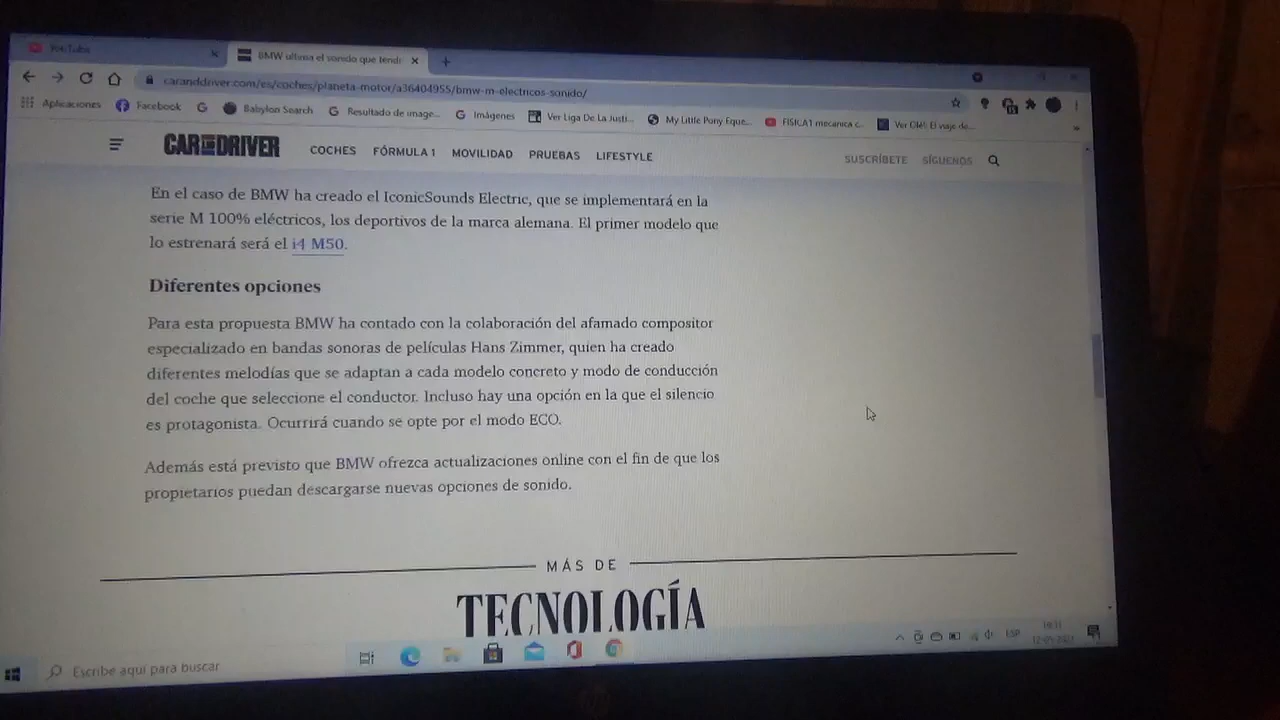 YouTube
BMW ultima el sonido que tendr
caranddriver.com/es/coches/planeta-motor/a36404955/bmw-m-electricos-sonido/
Aplicaciones Facebook Babylon Search Resultado de image... Imágenes Ver Liga De La Justi... My Little Pony Eque... FISICA1 mecanica c... Ver Olé!: El viaje de...
CAR AND DRIVER COCHES FÓRMULA 1 MOVILIDAD PRUEBAS LIFESTYLE SUSCRÍBETE SÍGUENOS
En el caso de BMW ha creado el IconicSounds Electric, que se implementará en la
serie M 100% eléctricos, los deportivos de la marca alemana. El primer modelo que
lo estrenará será el i4 M50.
Diferentes opciones
Para esta propuesta BMW ha contado con la colaboración del afamado compositor
especializado en bandas sonoras de películas Hans Zimmer, quien ha creado
diferentes melodías que se adaptan a cada modelo concreto y modo de conducción
del coche que seleccione el conductor. Incluso hay una opción en la que el silencio
es protagonista. Ocurrirá cuando se opte por el modo ECO.
Además está previsto que BMW ofrezca actualizaciones online con el fin de que los
propietarios puedan descargarse nuevas opciones de sonido.
MÁS DE
TECNOLOGÍA
Escribe aquí para buscar
ESP